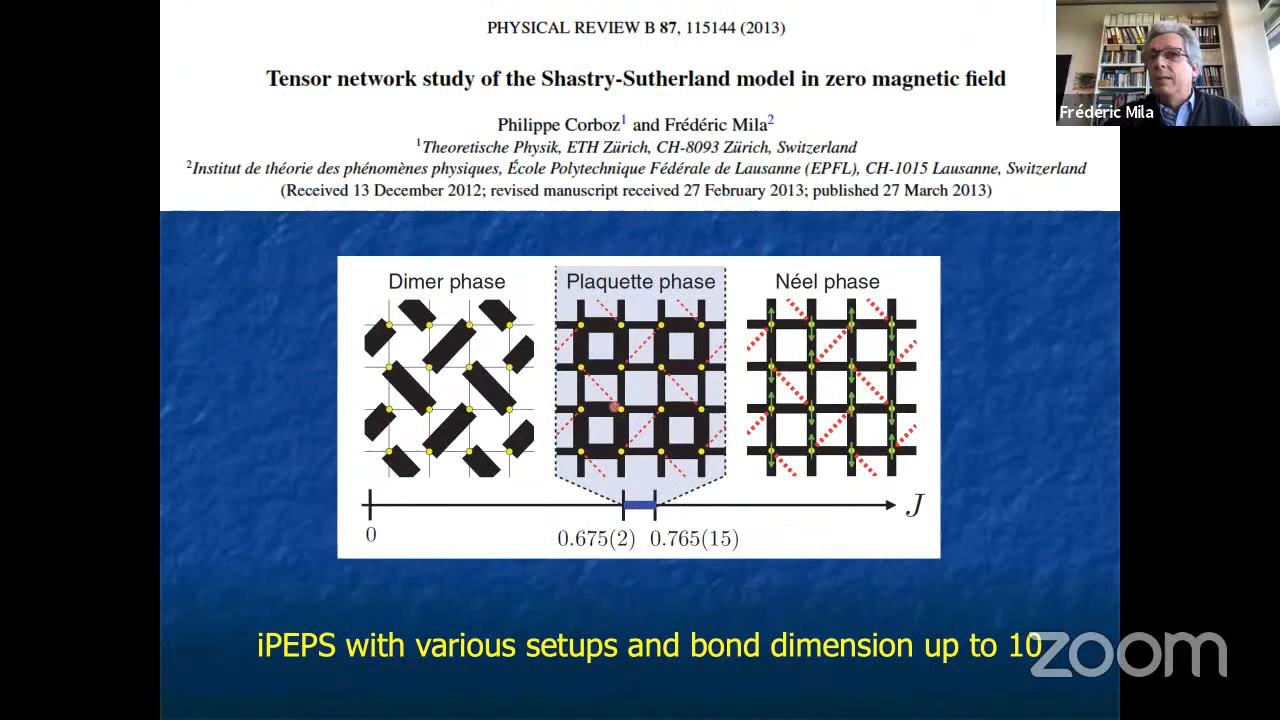 PHYSICAL REVIEW B 87, 115144 (2013)
Tensor network study of the Shastry-Sutherland model in zero magnetic field
Philippe Corboz1 and Frédéric Mila2
1Theoretische Physik, ETH Zürich, CH-8093 Zürich, Switzerland
2Institut de théorie des phénomènes physiques, École Polytechnique Fédérale de Lausanne (EPFL), CH-1015 Lausanne, Switzerland
(Received 13 December 2012; revised manuscript received 27 February 2013; published 27 March 2013)
Frédéric Mila
Dimer phase
Plaquette phase
Néel phase
J
0
0.675(2)
0.765(15)
iPEPS with various setups and bond dimension up to 10
zoom